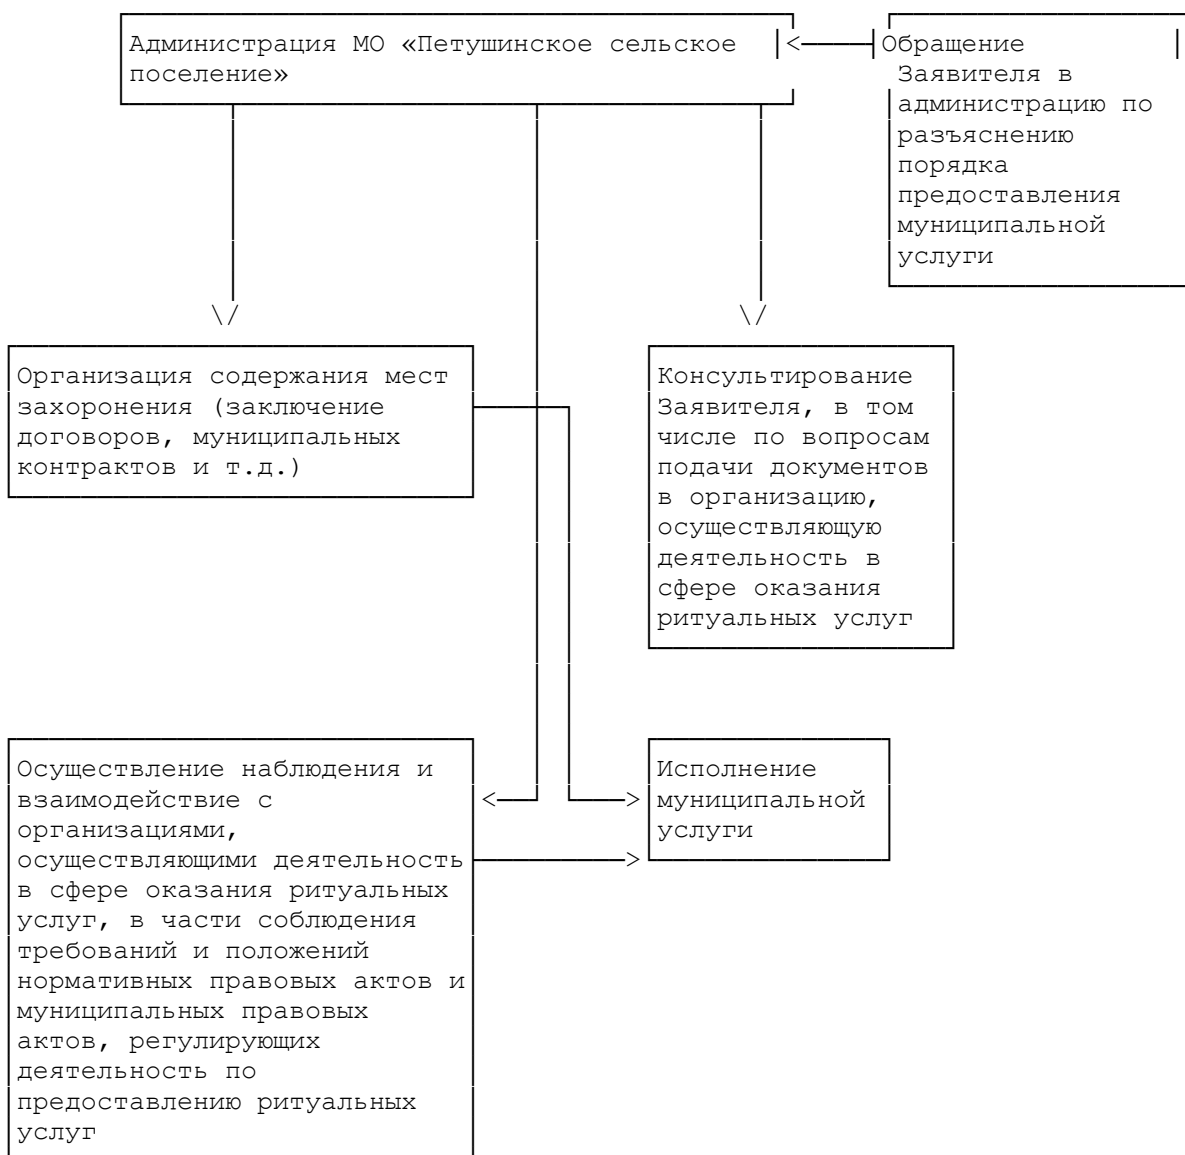 Администрация МО «Петушинское сельское
поселение»
Обращение
Заявителя в
администрацию по
разъяснению
порядка
предоставления
муниципальной
услуги
Организация содержания мест
захоронения (заключение
договоров, муниципальных
контрактов и т.д.)
Консультирование
Заявителя, в том
числе по вопросам
подачи документов
в организацию,
осуществляющую
деятельность в
сфере оказания
ритуальных услуг
Осуществление наблюдения и
взаимодействие с
организациями,
осуществляющими деятельность
в сфере оказания ритуальных
услуг, в части соблюдения
требований и положений
нормативных правовых актов и
муниципальных правовых
актов, регулирующих
деятельность по
предоставлению ритуальных
услуг
Исполнение
муниципальной
услуги